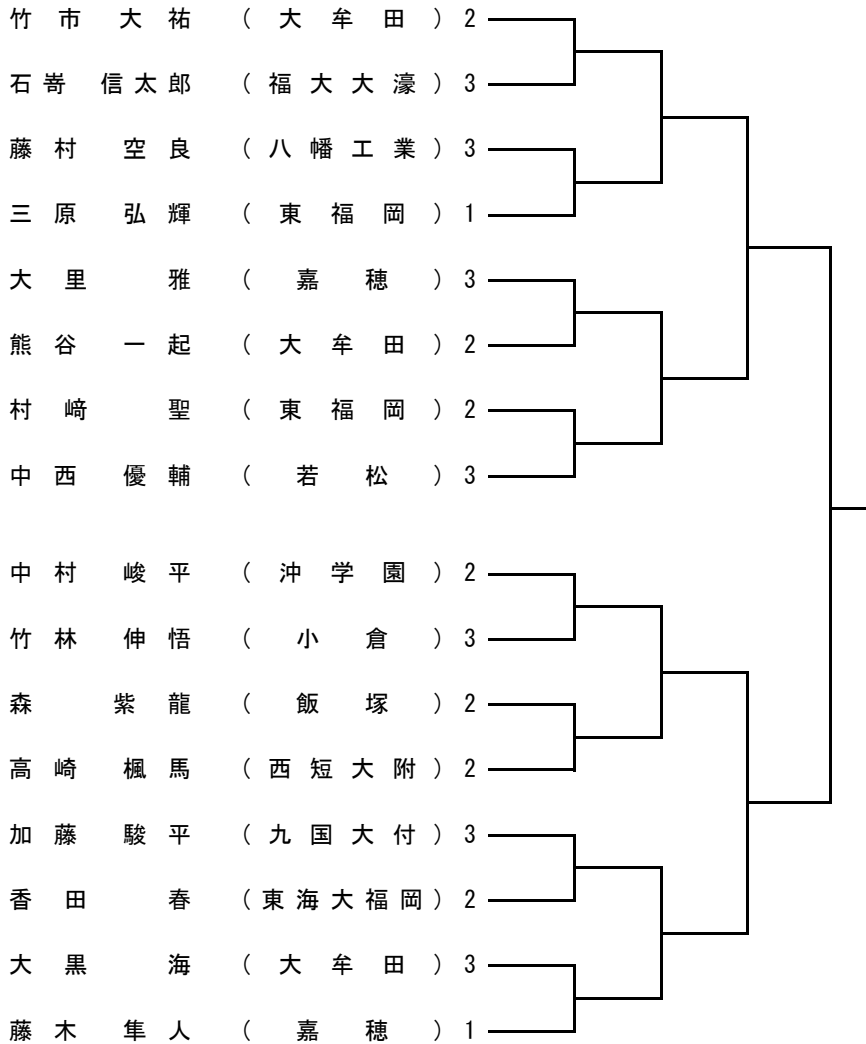 竹市 大祐 (大牟田) 2
石嵜 信太郎 (福大大濠) 3
藤村 空良 (八幡工業) 3
三原 弘輝 (東福岡) 1
大里 雅 (嘉穂) 3
熊谷 一起 (大牟田) 2
村﨑 聖 (東福岡) 2
中西 優輔 (若松) 3
中村 峻平 (沖学園) 2
竹林 伸悟 (小倉) 3
森 紫龍 (飯塚) 2
高崎 楓馬 (西短大附) 2
加藤 駿平 (九国大付) 3
香田 春 (東海大福岡) 2
大黒 海 (大牟田) 3
藤木 隼人 (嘉穂) 1